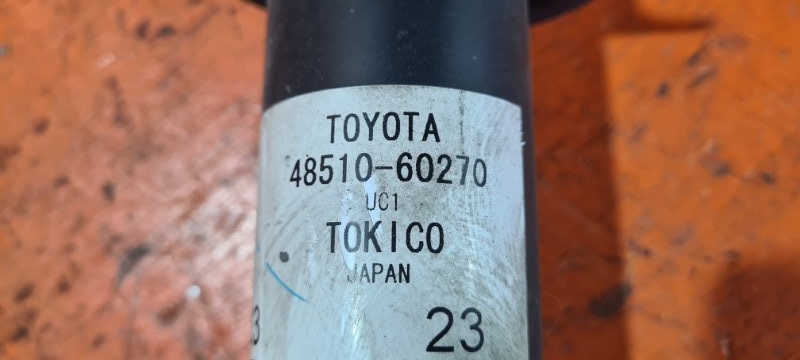 TOYOTA
48510-60270
UC1
TOKICO
JAPAN
23